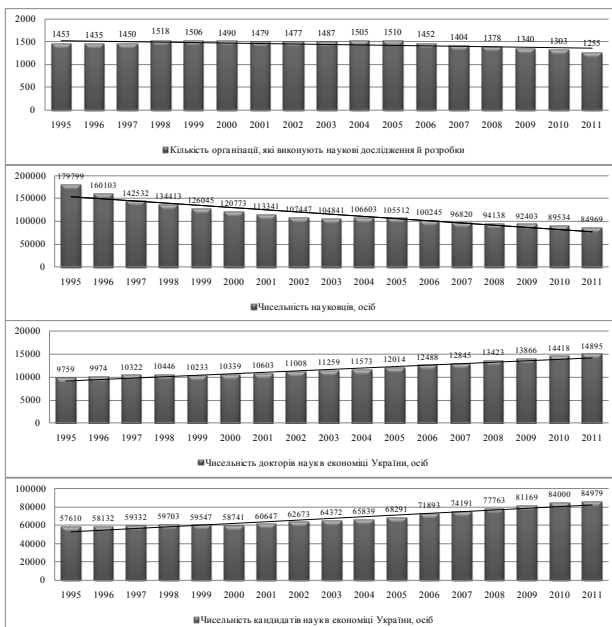 1453 1435 1450 1518 1506 1490 1479 1477 1487 1505 1510 1452 1404 1378 1340 1303 1255
2000
1500
1000
500
0
1995 1996 1997 1998 1999 2000 2001 2002 2003 2004 2005 2006 2007 2008 2009 2010 2011
Кількість організації, які виконують наукові дослідження й розробки
179799 160103 142532 134413 126045 120773 113341 107447 104841 106603 105512 100245 96820 94138 92403 89534 84969
200000
150000
100000
50000
0
1995 1996 1997 1998 1999 2000 2001 2002 2003 2004 2005 2006 2007 2008 2009 2010 2011
Чисельність науковців, осіб
9759 9974 10322 10446 10233 10339 10603 11008 11259 11573 12014 12488 12845 13423 13866 14418 14895
20000
15000
10000
5000
0
1995 1996 1997 1998 1999 2000 2001 2002 2003 2004 2005 2006 2007 2008 2009 2010 2011
Чисельність докторів наук в економіці України, осіб
57610 58132 59332 59703 59547 58741 60647 62673 64372 65839 68291 71893 74191 77763 81169 84000 84979
100000
80000
60000
40000
20000
0
1995 1996 1997 1998 1999 2000 2001 2002 2003 2004 2005 2006 2007 2008 2009 2010 2011
Чисельність кандидатів наук в економіці України, осіб